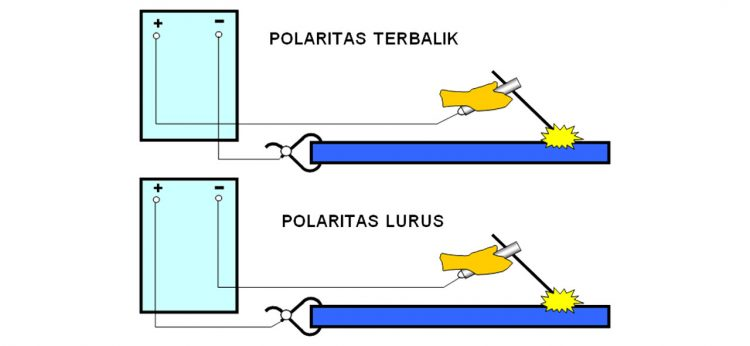 + −
POLARITAS TERBALIK
+ −
POLARITAS LURUS